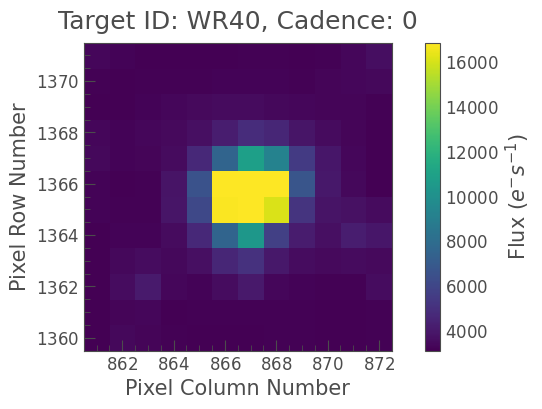 Target ID: WR40, Cadence: 0
Pixel Row Number
1370
1368
1366
1364
1362
1360
862 864 866 868 870 872
Pixel Column Number
16000
14000
12000
10000
8000
6000
4000
Flux (e⁻s⁻¹)